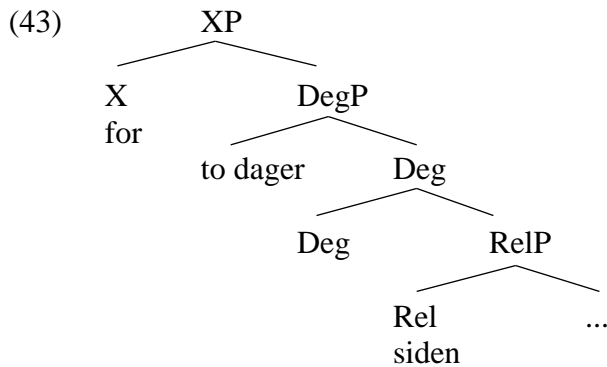 (43) XP
X DegP
for
to dager Deg
Deg RelP
Rel ...
siden